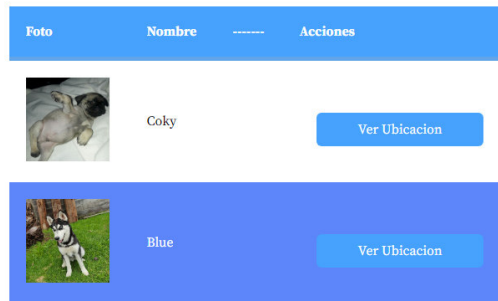 Foto Nombre ------- Acciones
Coky Ver Ubicacion
Blue Ver Ubicacion